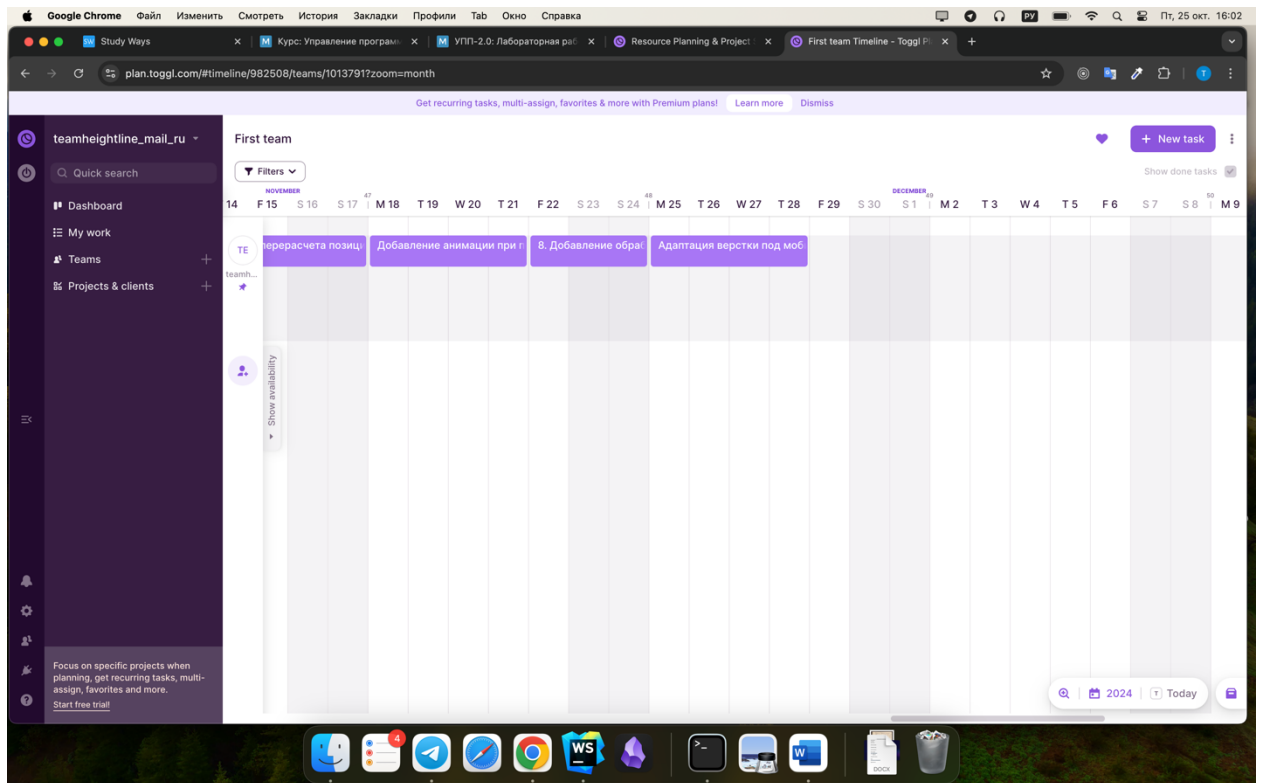 Google Chrome Файл Изменить Смотреть История Закладки Профили Tab Окно Справка РУ Пт, 25 окт. 16:02
SW Study Ways M Курс: Управление програм M УПП-2.0: Лабораторная раб Resource Planning & Project First team Timeline - Toggl Pl
plan.toggl.com/#timeline/982508/teams/1013791?zoom=month T
Get recurring tasks, multi-assign, favorites & more with Premium plans! Learn more Dismiss
teamheightline_mail_ru
Quick search
Dashboard
My work
Teams
Projects & clients
First team
+ New task
Filters
Show done tasks
NOVEMBER 47 48 DECEMBER 49 50
14 F 15 S 16 S 17 M 18 T 19 W 20 T 21 F 22 S 23 S 24 M 25 T 26 W 27 T 28 F 29 S 30 S 1 M 2 T 3 W 4 T 5 F 6 S 7 S 8 M 9
TE
teamh...
перерасчета позиц Добавление анимации при п 8. Добавление обраб Адаптация верстки под моб
Show availability
Focus on specific projects when
planning, get recurring tasks, multi-
assign, favorites and more.
Start free trial!
2024 T Today
4
WS
W
DOCX